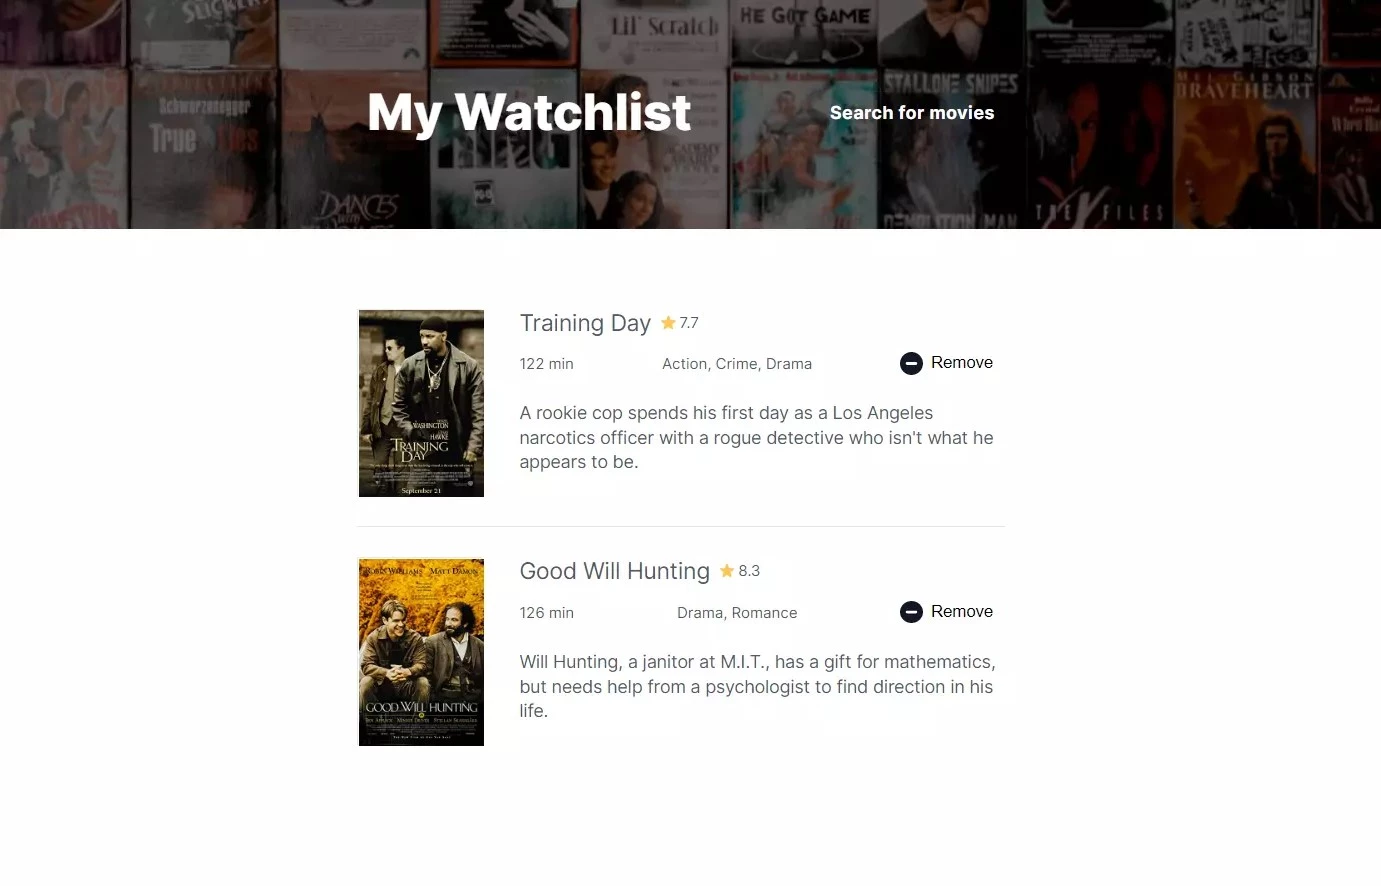 SLICKERS
Lil' Scratch
HE GOT GAME
Schwarzenegger
True Lies
My Watchlist
Search for movies
STALLONE SNIPES
MEL GIBSON
BRAVEHEART
DANCES
DEMOLITION MAN
THE X FILES
Training Day 7.7
122 min
Action, Crime, Drama
Remove
A rookie cop spends his first day as a Los Angeles
narcotics officer with a rogue detective who isn't what he
appears to be.
WASHINGTON
HAWKE
TRAINING
DAY
September 21
Good Will Hunting 8.3
126 min
Drama, Romance
Remove
Will Hunting, a janitor at M.I.T., has a gift for mathematics,
but needs help from a psychologist to find direction in his
life.
ROBIN WILLIAMS MATT DAMON
GOOD WILL HUNTING